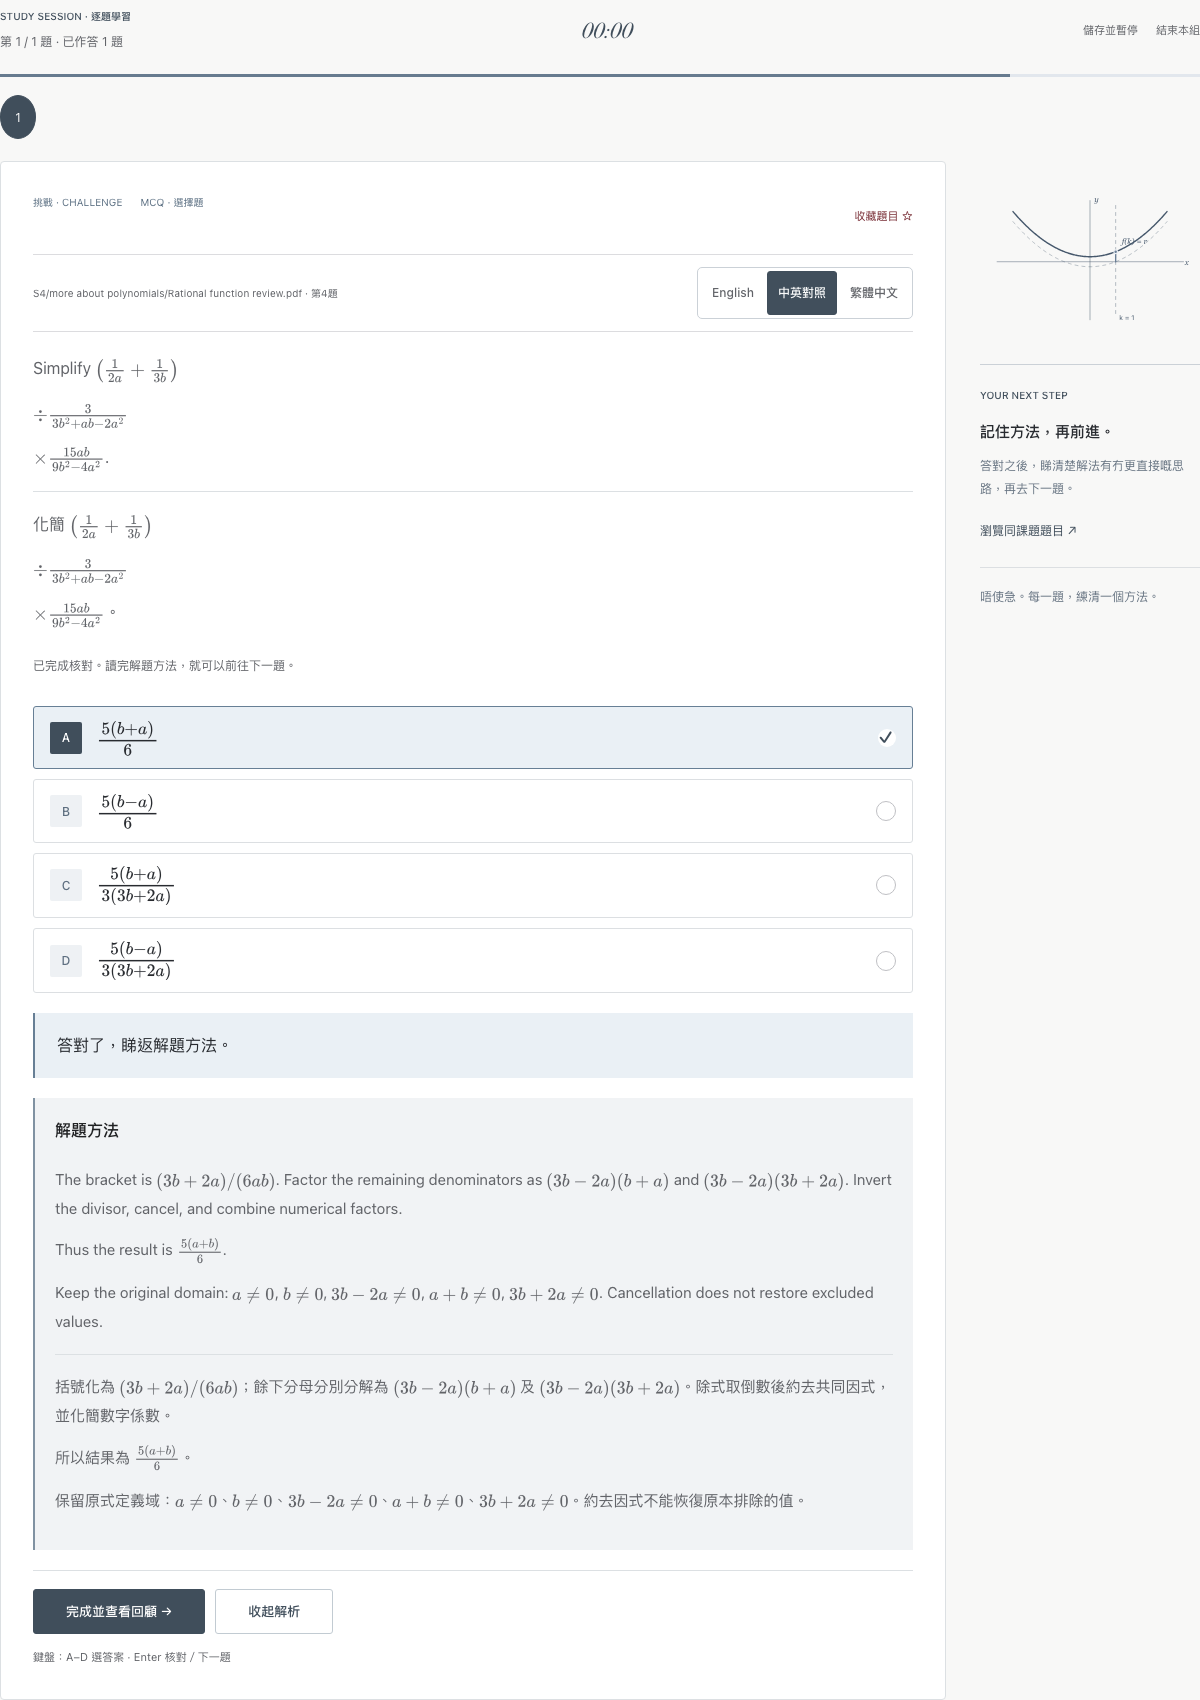 STUDY SESSION · 逐題學習
第 1 / 1 題 · 已作答 1 題
00:00
儲存並暫停 結束本組
1
挑戰 · CHALLENGE MCQ · 選擇題
收藏題目 ☆
S4/more about polynomials/Rational function review.pdf · 第4題
English 中英對照 繁體中文
Simplify (1/2a + 1/3b)
÷ 3/(3b²+ab−2a²)
× 15ab/(9b²−4a²).
化簡 (1/2a + 1/3b)
÷ 3/(3b²+ab−2a²)
× 15ab/(9b²−4a²) 。
已完成核對。讀完解題方法，就可以前往下一題。
A 5(b+a)/6
B 5(b−a)/6
C 5(b+a)/3(3b+2a)
D 5(b−a)/3(3b+2a)
答對了，睇返解題方法。
解題方法
The bracket is (3b + 2a)/(6ab). Factor the remaining denominators as (3b − 2a)(b + a) and (3b − 2a)(3b + 2a). Invert
the divisor, cancel, and combine numerical factors.
Thus the result is 5(a+b)/6.
Keep the original domain: a ≠ 0, b ≠ 0, 3b − 2a ≠ 0, a + b ≠ 0, 3b + 2a ≠ 0. Cancellation does not restore excluded
values.
括號化為 (3b + 2a)/(6ab)；餘下分母分別分解為 (3b − 2a)(b + a) 及 (3b − 2a)(3b + 2a)。除式取倒數後約去共同因式，
並化簡數字係數。
所以結果為 5(a+b)/6 。
保留原式定義域：a ≠ 0、b ≠ 0、3b − 2a ≠ 0、a + b ≠ 0、3b + 2a ≠ 0。約去因式不能恢復原本排除的值。
完成並查看回顧 → 收起解析
鍵盤：A–D 選答案 · Enter 核對 / 下一題
y
f(k) = r
x
k = 1
YOUR NEXT STEP
記住方法，再前進。
答對之後，睇清楚解法有冇更直接嘅思
路，再去下一題。
瀏覽同課題題目 ↗
唔使急。每一題，練清一個方法。